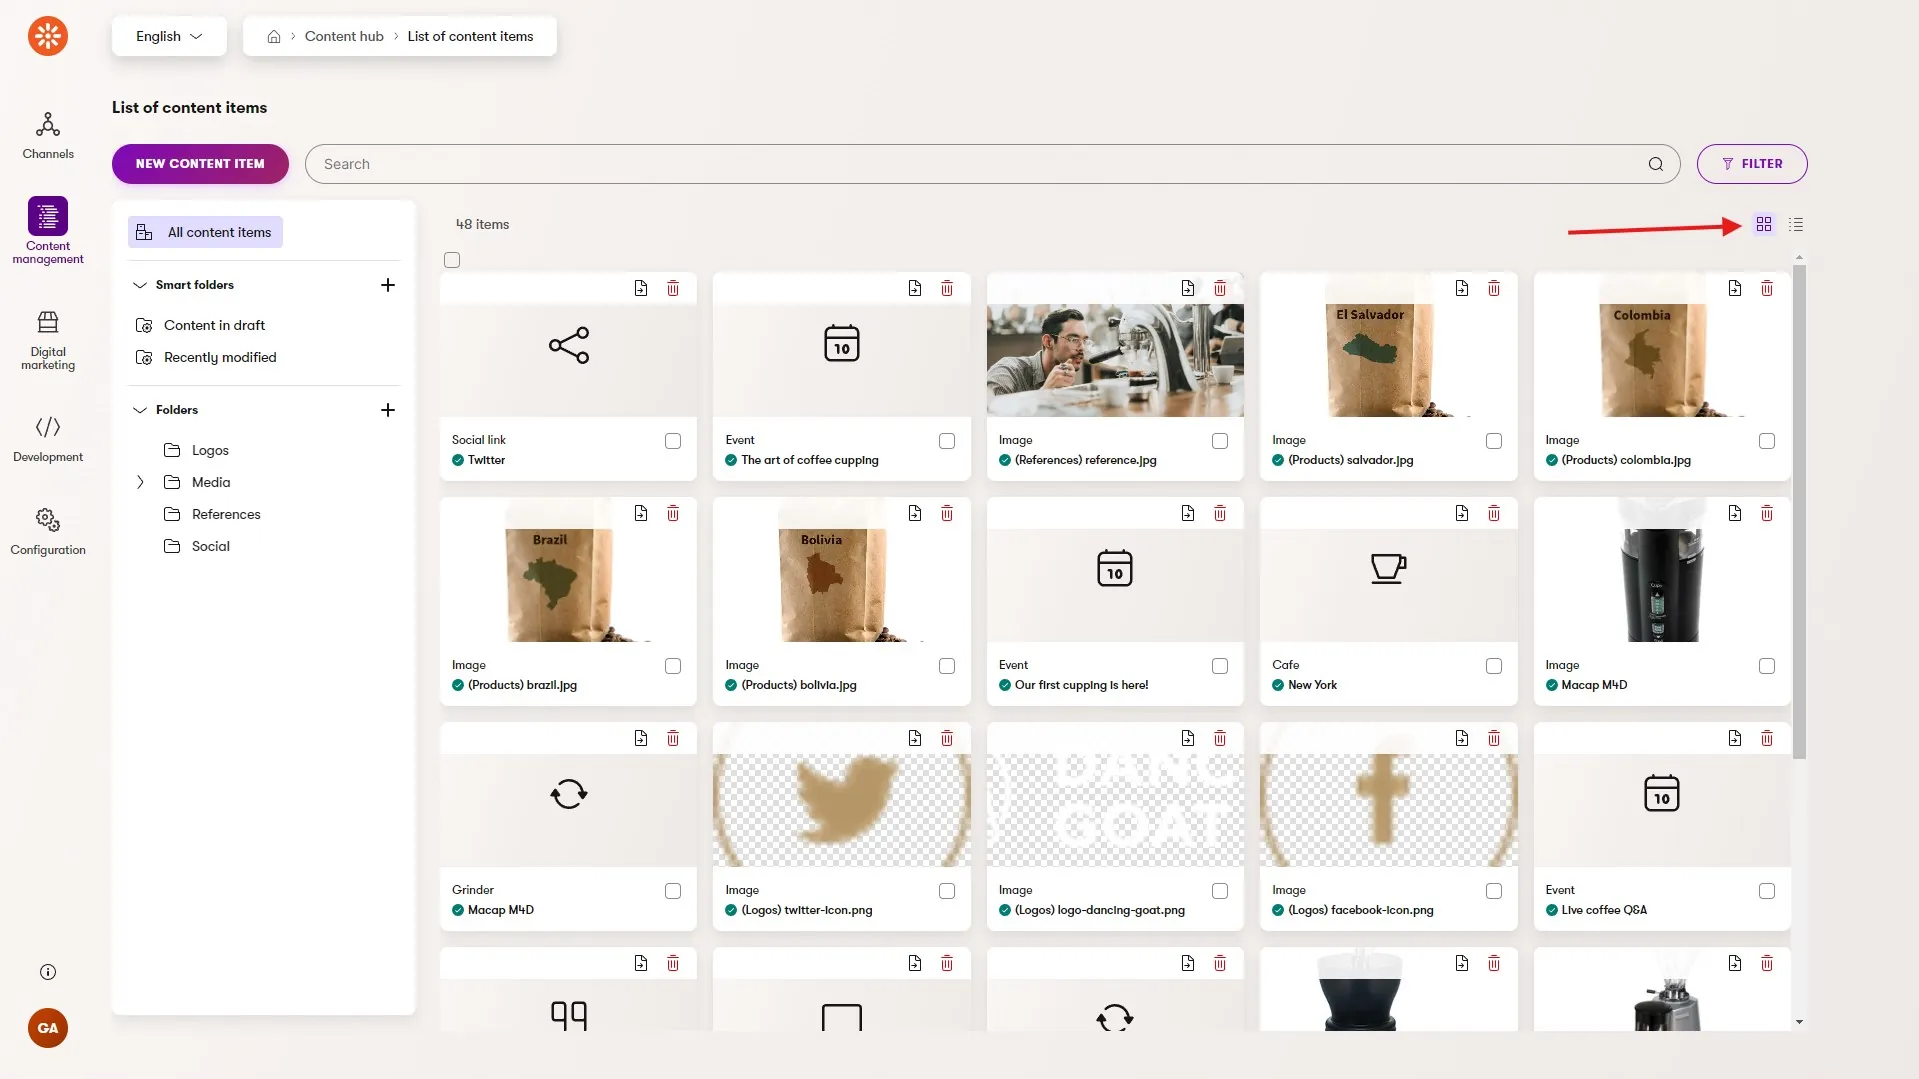 English
Content hub
List of content items
List of content items
Channels
NEW CONTENT ITEM
Search
FILTER
Content
management
All content items
48 items
Smart folders
Content in draft
Recently modified
Digital
marketing
Folders
Logos
Media
References
Social
Development
Configuration
GA
10
El Salvador
Colombia
Social link
Twitter
Event
The art of coffee cupping
Image
(References) reference.jpg
Image
(Products) salvador.jpg
Image
(Products) colombia.jpg
Brazil
Bolivia
10
Image
(Products) brazil.jpg
Image
(Products) bolivia.jpg
Event
Our first cupping is here!
Cafe
New York
Image
Macap M4D
DANC
GOAT
10
Grinder
Macap M4D
Image
(Logos) twitter-icon.png
Image
(Logos) logo-dancing-goat.png
Image
(Logos) facebook-icon.png
Event
Live coffee Q&A